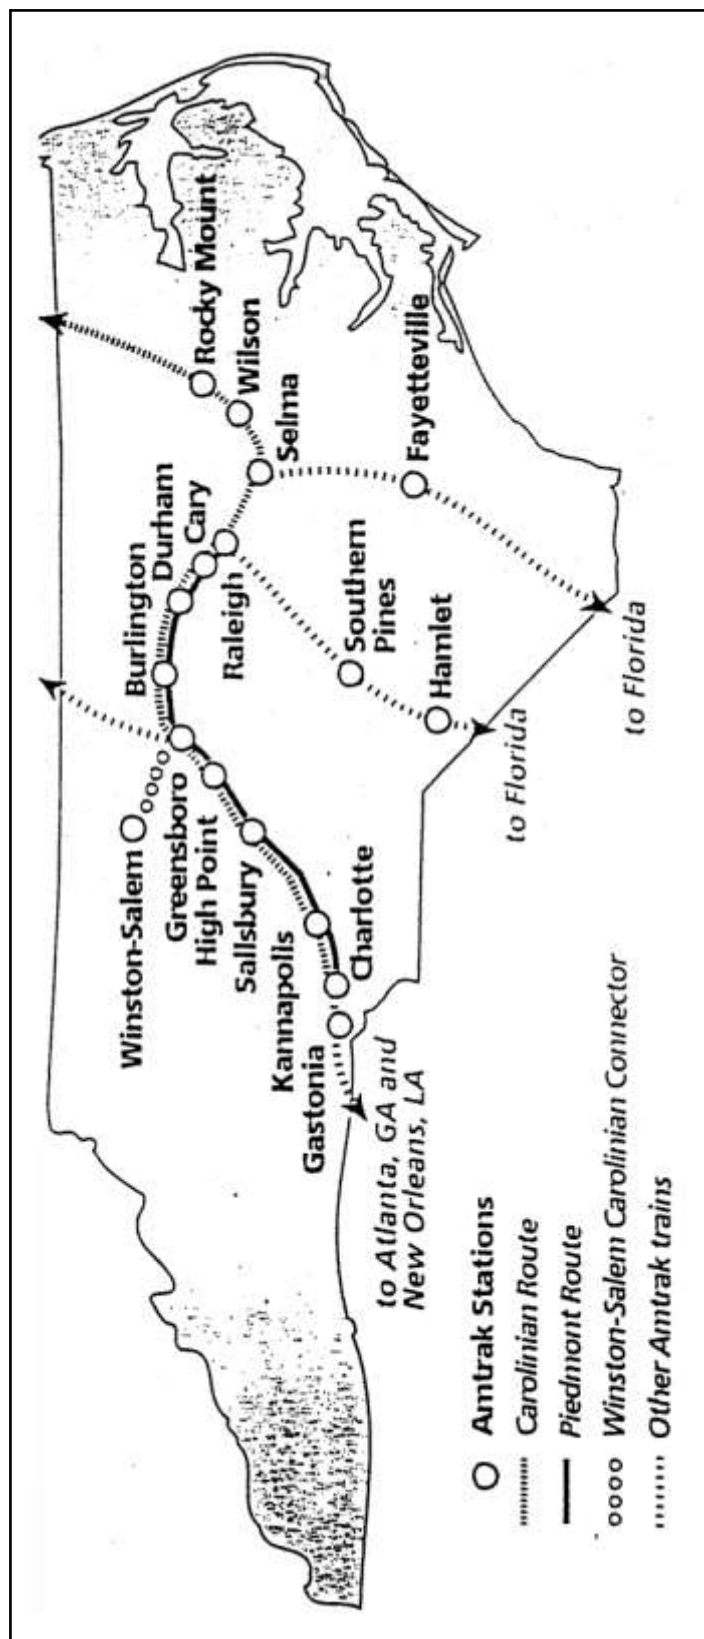 Rocky Mount
Wilson
Selma
Durham
Cary
Burlington
Raleigh
Fayetteville
Southern
Pines
Hamlet
Winston-Salem
Greensboro
High Point
Sallsbury
Kannapolis
Charlotte
Gastonia
to Florida
to Florida
to Atlanta, GA and
New Orleans, LA
Amtrak Stations
Carolinian Route
Piedmont Route
Winston-Salem Carolinian Connector
Other Amtrak trains